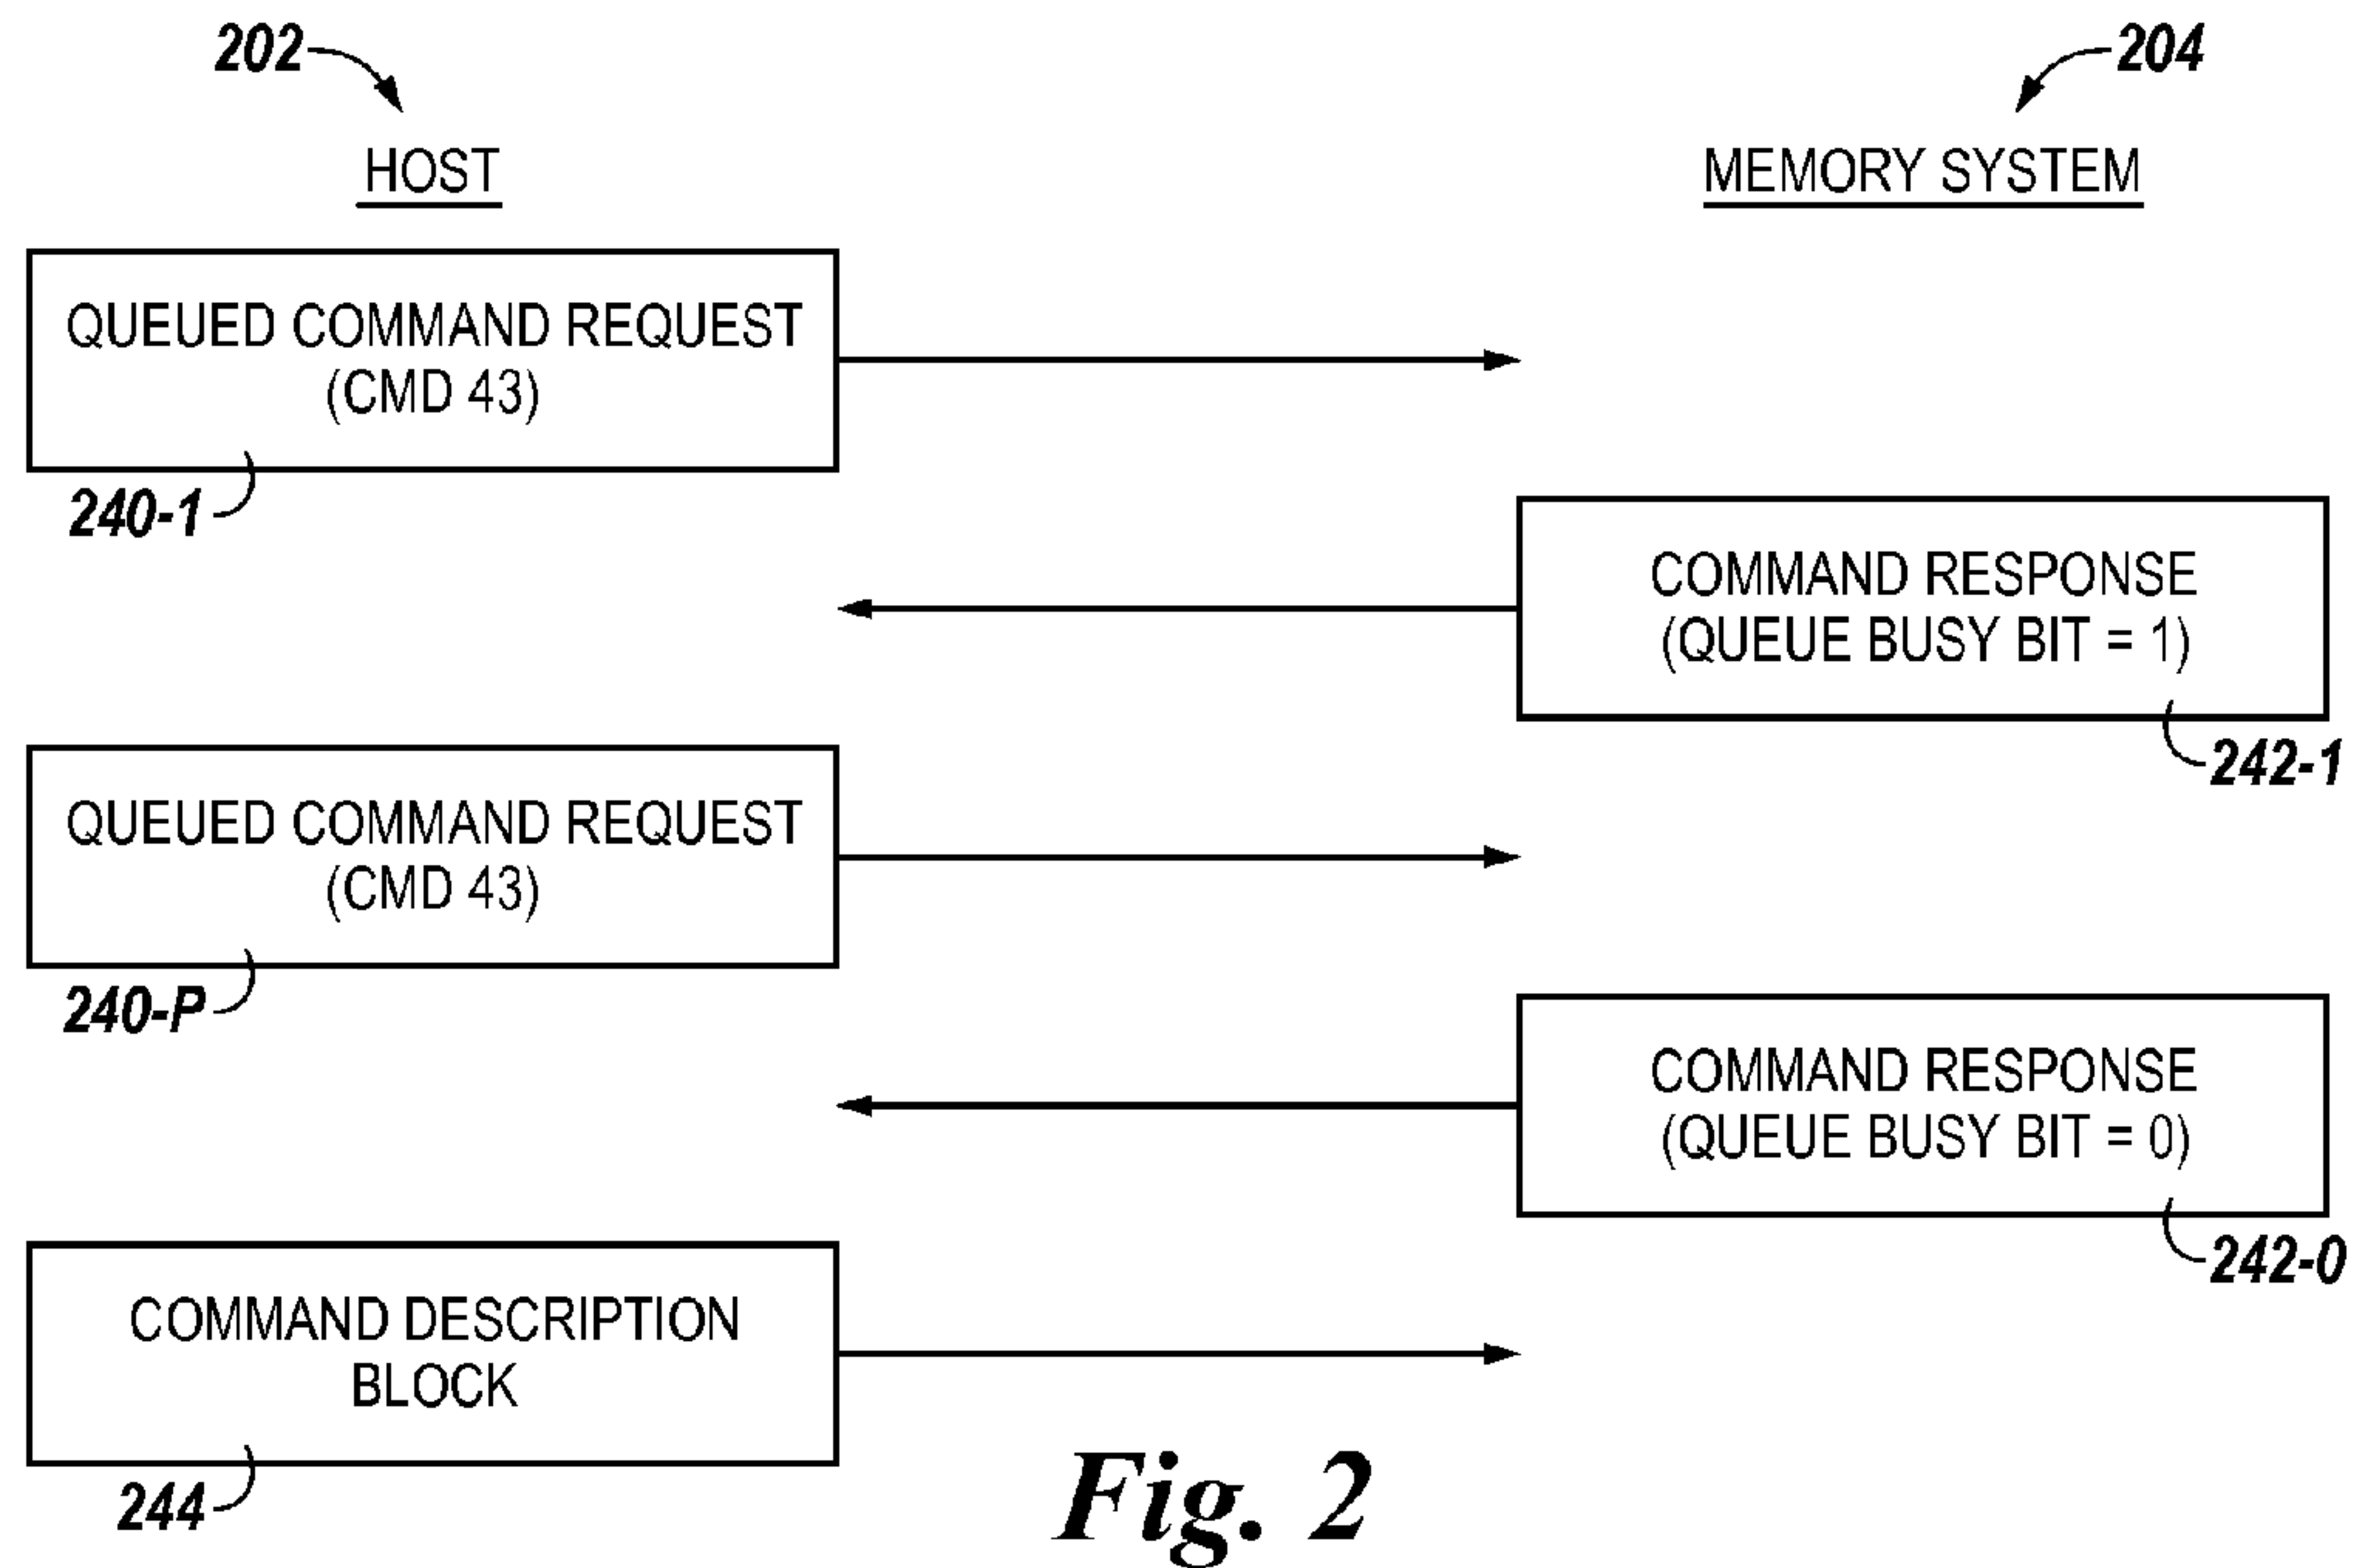 202
204
HOST
MEMORY SYSTEM
QUEUED COMMAND REQUEST
(CMD 43)
240-1
COMMAND RESPONSE
(QUEUE BUSY BIT = 1)
242-1
QUEUED COMMAND REQUEST
(CMD 43)
240-P
COMMAND RESPONSE
(QUEUE BUSY BIT = 0)
242-0
COMMAND DESCRIPTION
BLOCK
244
Fig. 2